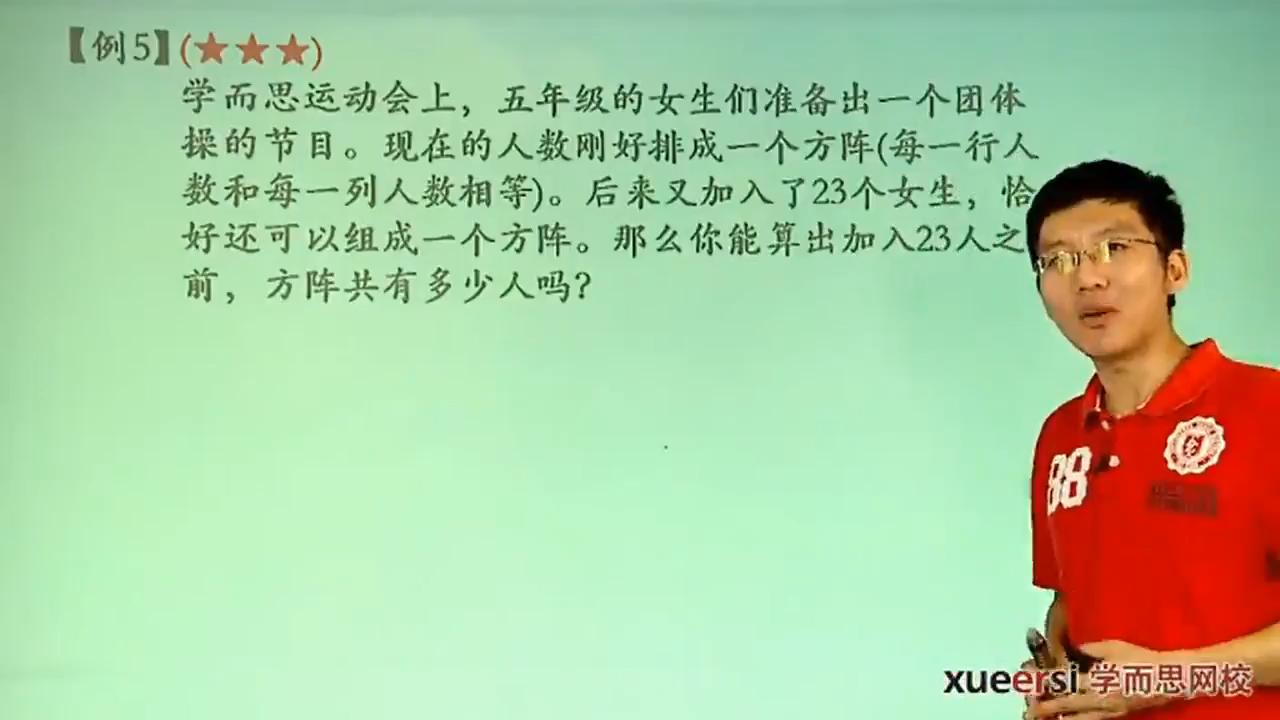 【例5】(★★★)
学而思运动会上，五年级的女生们准备出一个团体
操的节目。现在的人数刚好排成一个方阵(每一行人
数和每一列人数相等)。后来又加入了23个女生，恰
好还可以组成一个方阵。那么你能算出加入23人之
前，方阵共有多少人吗?
88
xueersi 学而思网校